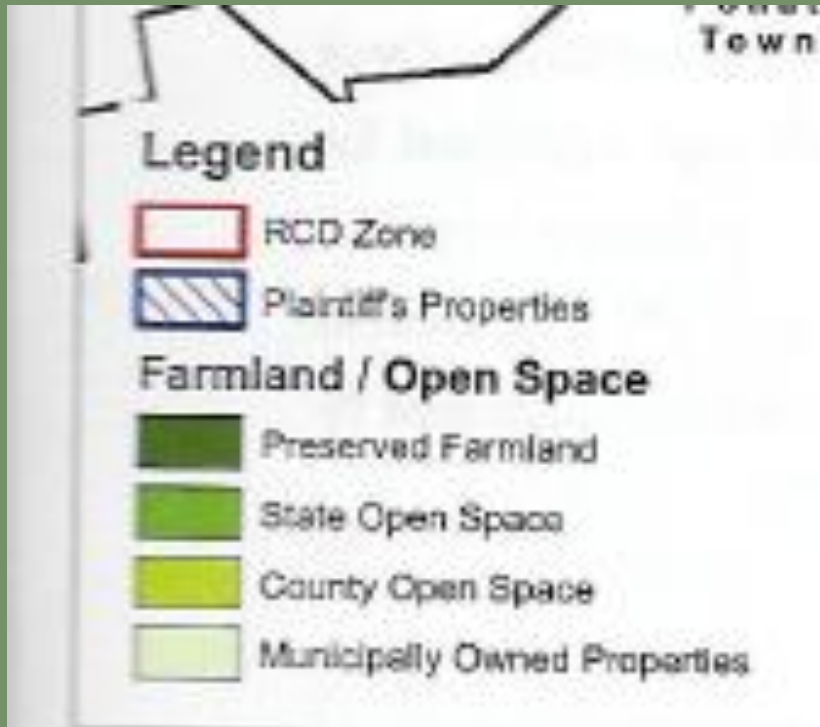 Town
Legend
RCD Zone
Plaintiff's Properties
Farmland / Open Space
Preserved Farmland
State Open Space
County Open Space
Municipally Owned Properties